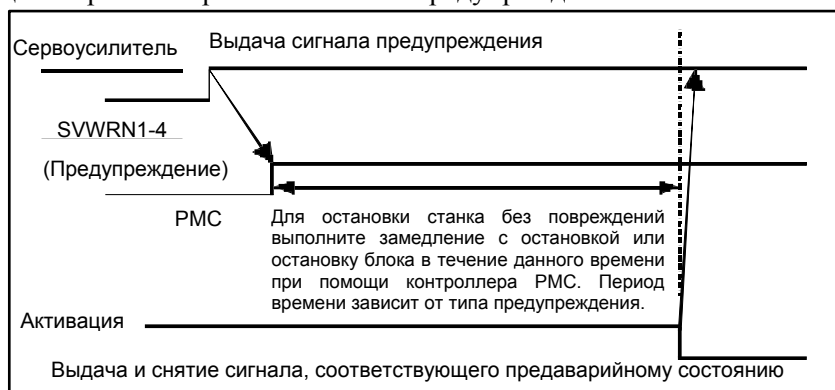 Сервоусилитель
Выдача сигнала предупреждения
SVWRN1-4
(Предупреждение)
PMC
Для остановки станка без повреждений
выполните замедление с остановкой или
остановку блока в течение данного времени
при помощи контроллера PMC. Период
времени зависит от типа предупреждения.
Активация
Выдача и снятие сигнала, соответствующего предаварийному состоянию